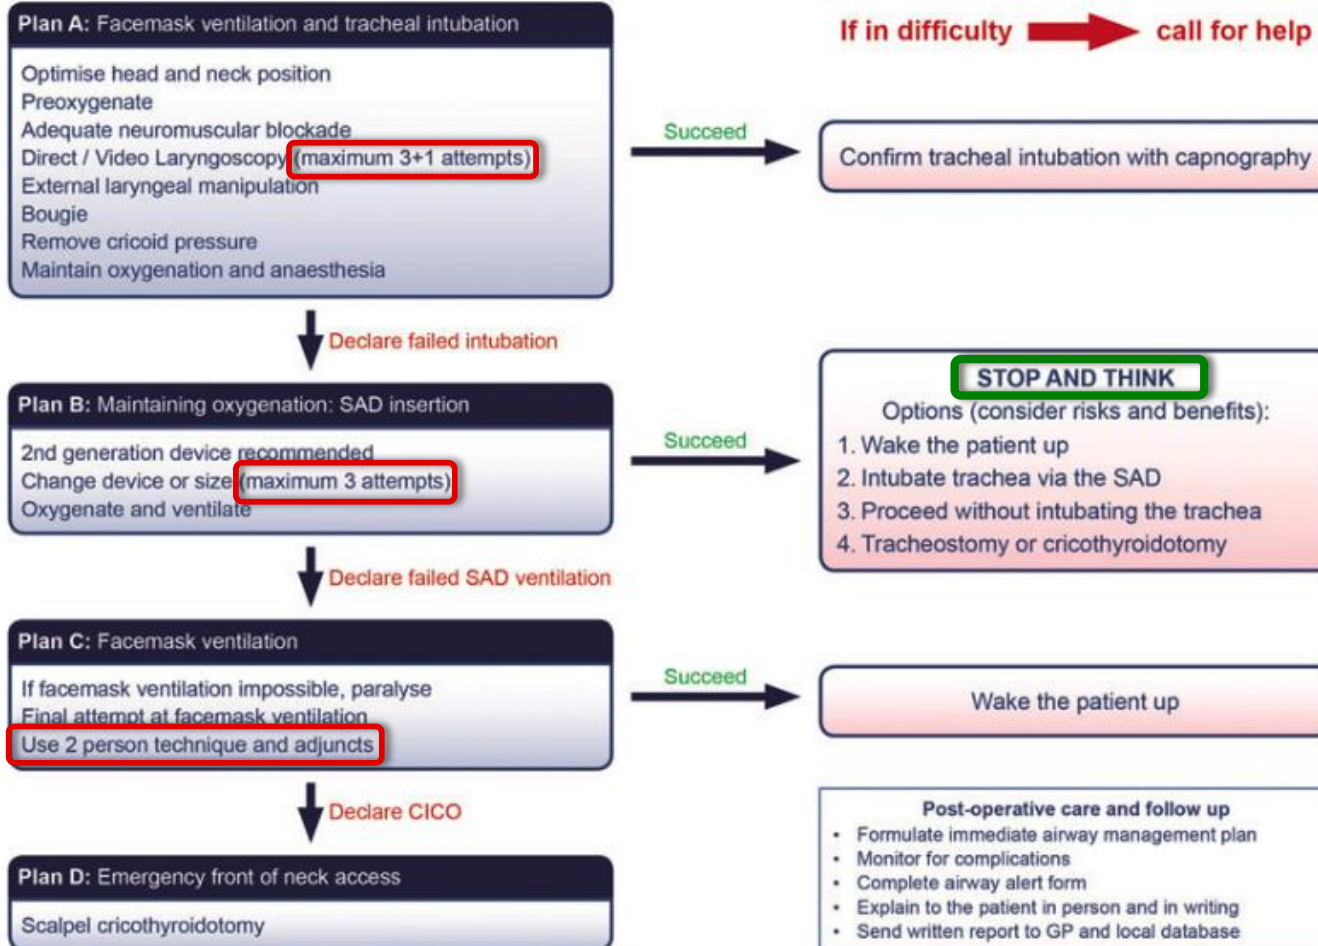 Plan A: Facemask ventilation and tracheal intubation
Optimise head and neck position
Preoxygenate
Adequate neuromuscular blockade
Direct / Video Laryngoscopy (maximum 3+1 attempts)
External laryngeal manipulation
Bougie
Remove cricoid pressure
Maintain oxygenation and anaesthesia
If in difficulty call for help
Succeed
Confirm tracheal intubation with capnography
Declare failed intubation
Plan B: Maintaining oxygenation: SAD insertion
2nd generation device recommended
Change device or size (maximum 3 attempts)
Oxygenate and ventilate
Succeed
STOP AND THINK
Options (consider risks and benefits):
1. Wake the patient up
2. Intubate trachea via the SAD
3. Proceed without intubating the trachea
4. Tracheostomy or cricothyroidotomy
Declare failed SAD ventilation
Plan C: Facemask ventilation
If facemask ventilation impossible, paralyse
Final attempt at facemask ventilation
Use 2 person technique and adjuncts
Succeed
Wake the patient up
Declare CICO
Plan D: Emergency front of neck access
Scalpel cricothyroidotomy
Post-operative care and follow up
• Formulate immediate airway management plan
• Monitor for complications
• Complete airway alert form
• Explain to the patient in person and in writing
• Send written report to GP and local database